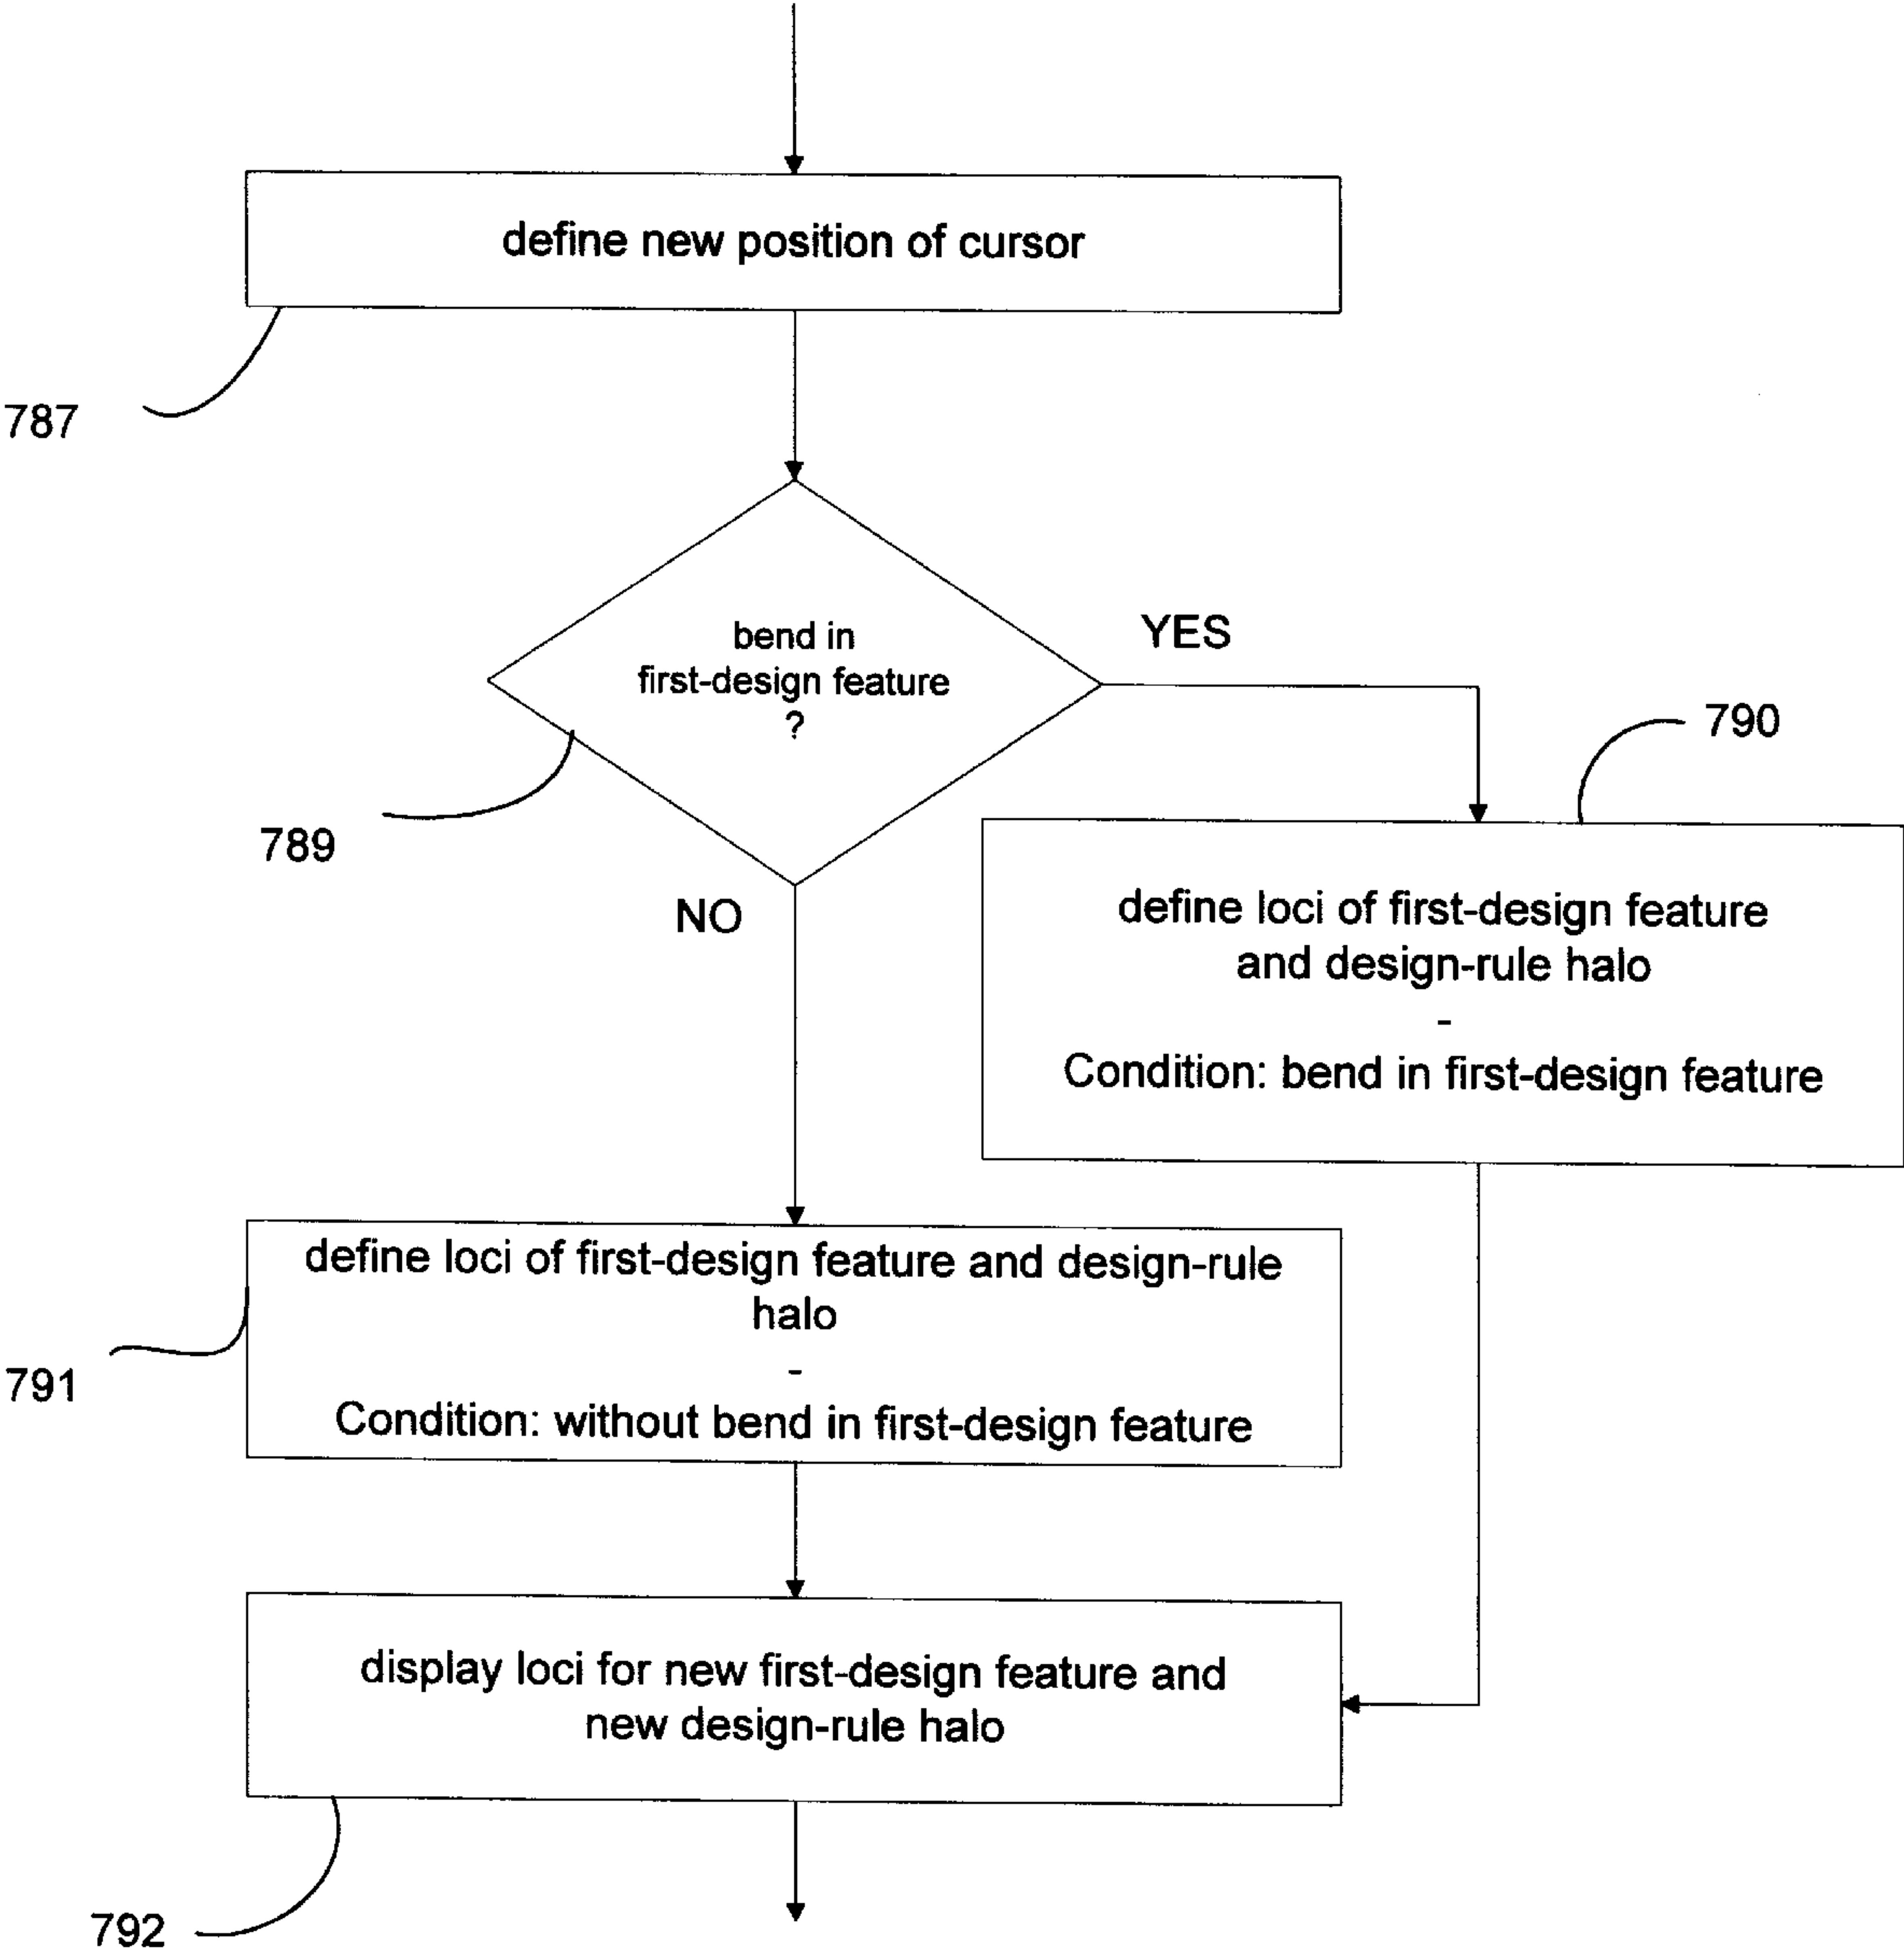 define new position of cursor
787
bend in
first-design feature
?
YES
789
NO
790
define loci of first-design feature
and design-rule halo
-
Condition: bend in first-design feature
define loci of first-design feature and design-rule
halo
-
Condition: without bend in first-design feature
791
display loci for new first-design feature and
new design-rule halo
792